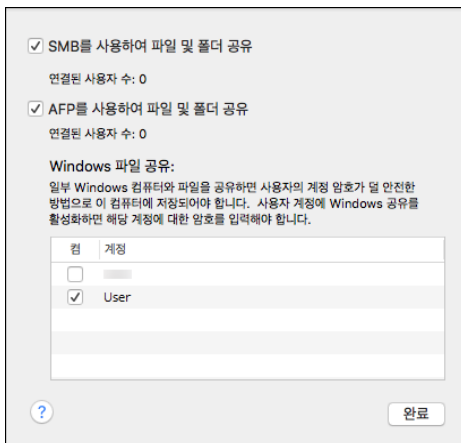 SMB를 사용하여 파일 및 폴더 공유
연결된 사용자 수: 0
AFP를 사용하여 파일 및 폴더 공유
연결된 사용자 수: 0
Windows 파일 공유:
일부 Windows 컴퓨터와 파일을 공유하면 사용자의 계정 암호가 덜 안전한
방법으로 이 컴퓨터에 저장되어야 합니다. 사용자 계정에 Windows 공유를
활성화하면 해당 계정에 대한 암호를 입력해야 합니다.
켬 계정
User
? 완료